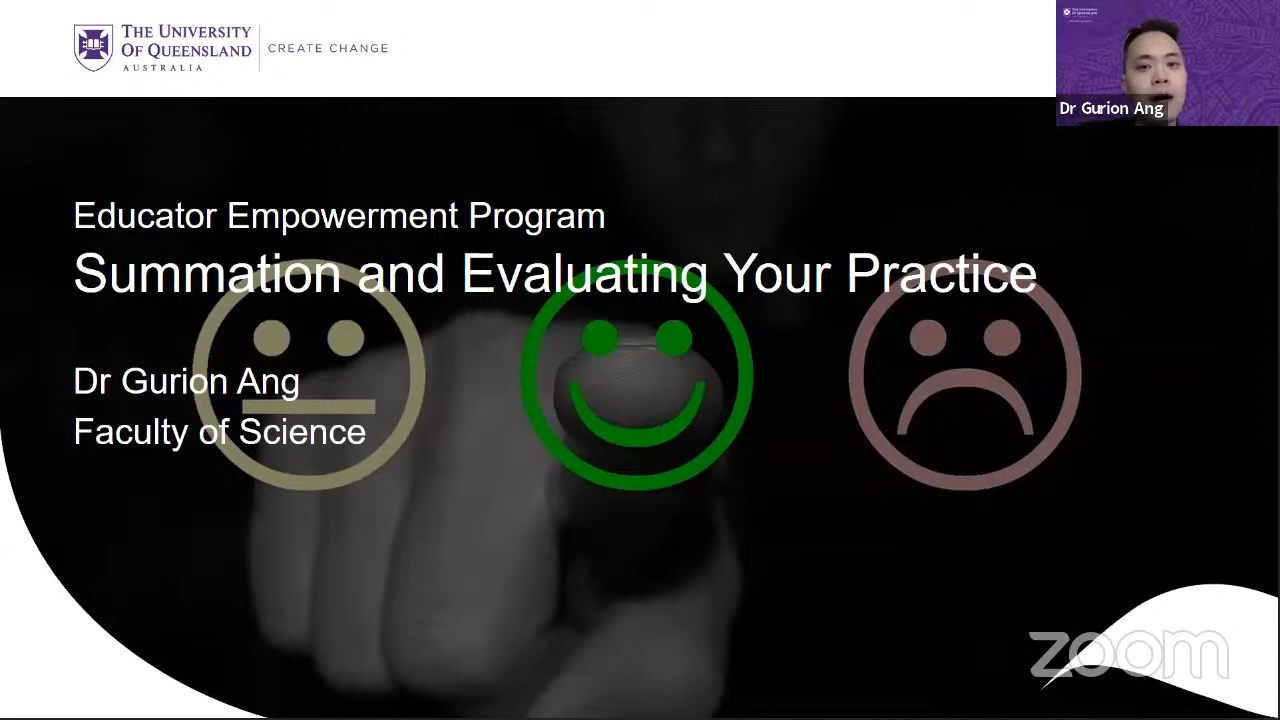 THE UNIVERSITY
OF QUEENSLAND
AUSTRALIA
CREATE CHANGE
Dr Gurion Ang
Educator Empowerment Program
Summation and Evaluating Your Practice
Dr Gurion Ang
Faculty of Science
zoom